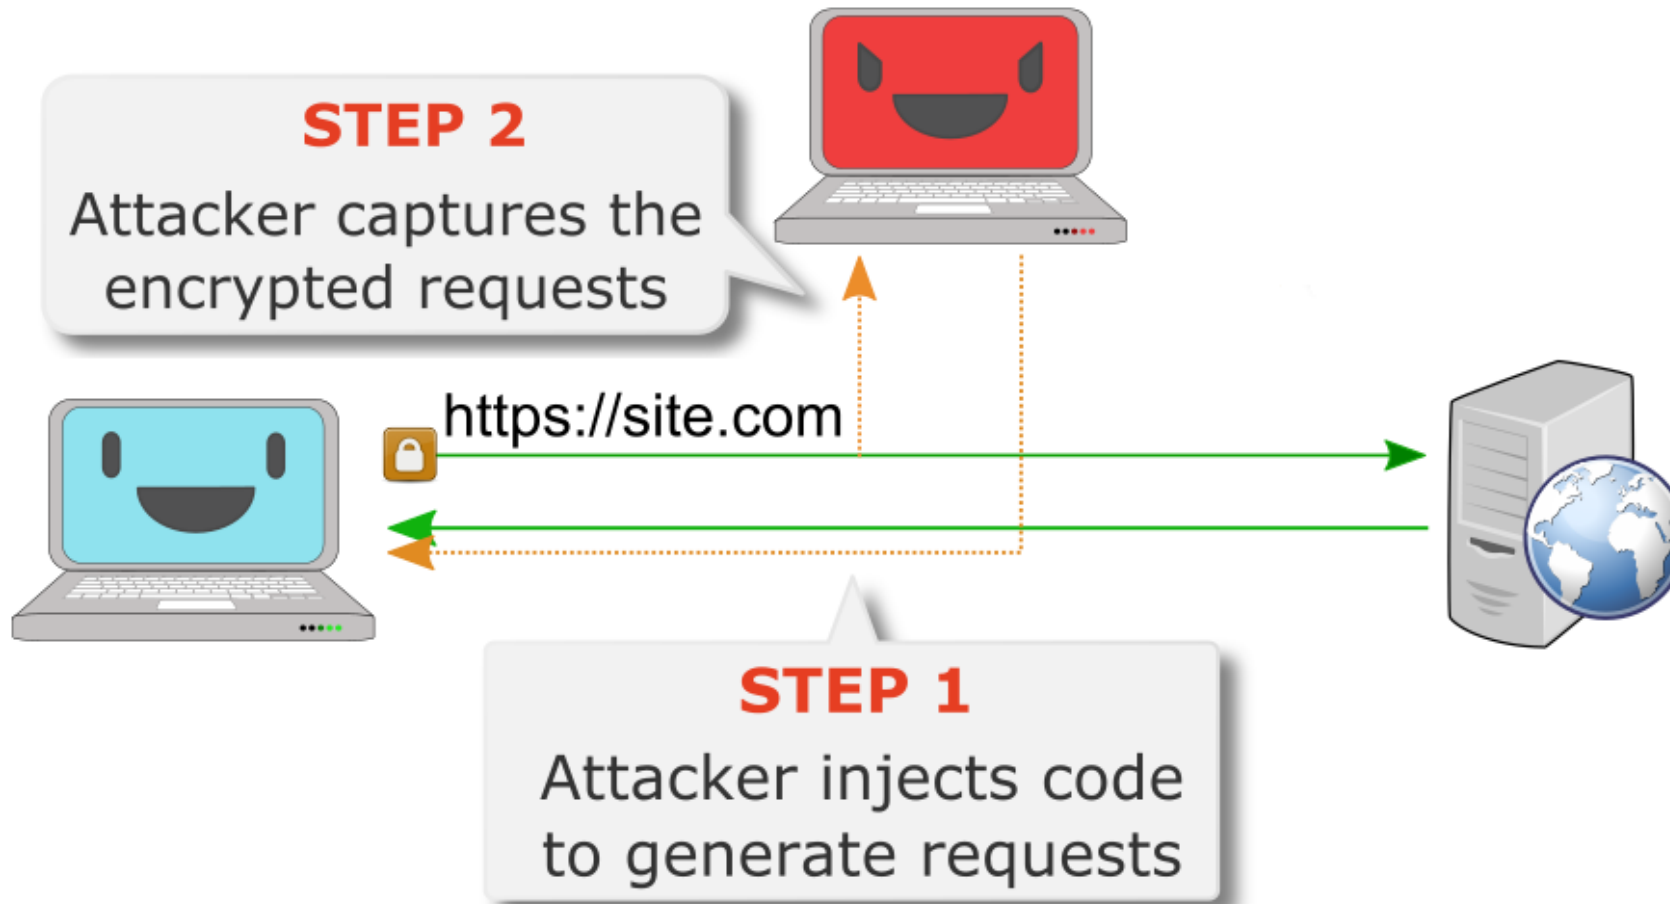 STEP 2
Attacker captures the
encrypted requests
https://site.com
STEP 1
Attacker injects code
to generate requests